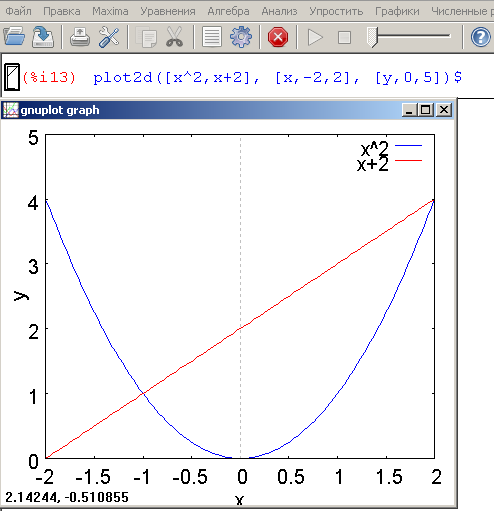 Файл Правка Maxima Уравнения Алгебра Анализ Упростить Графики Численные р
(%i13) plot2d([x^2,x+2], [x,-2,2], [y,0,5])$
gnuplot graph
5
x^2
x+2
4
3
y
2
1
0
-2 -1.5 -1 -0.5 0 0.5 1 1.5 2
x
2.14244, -0.510855